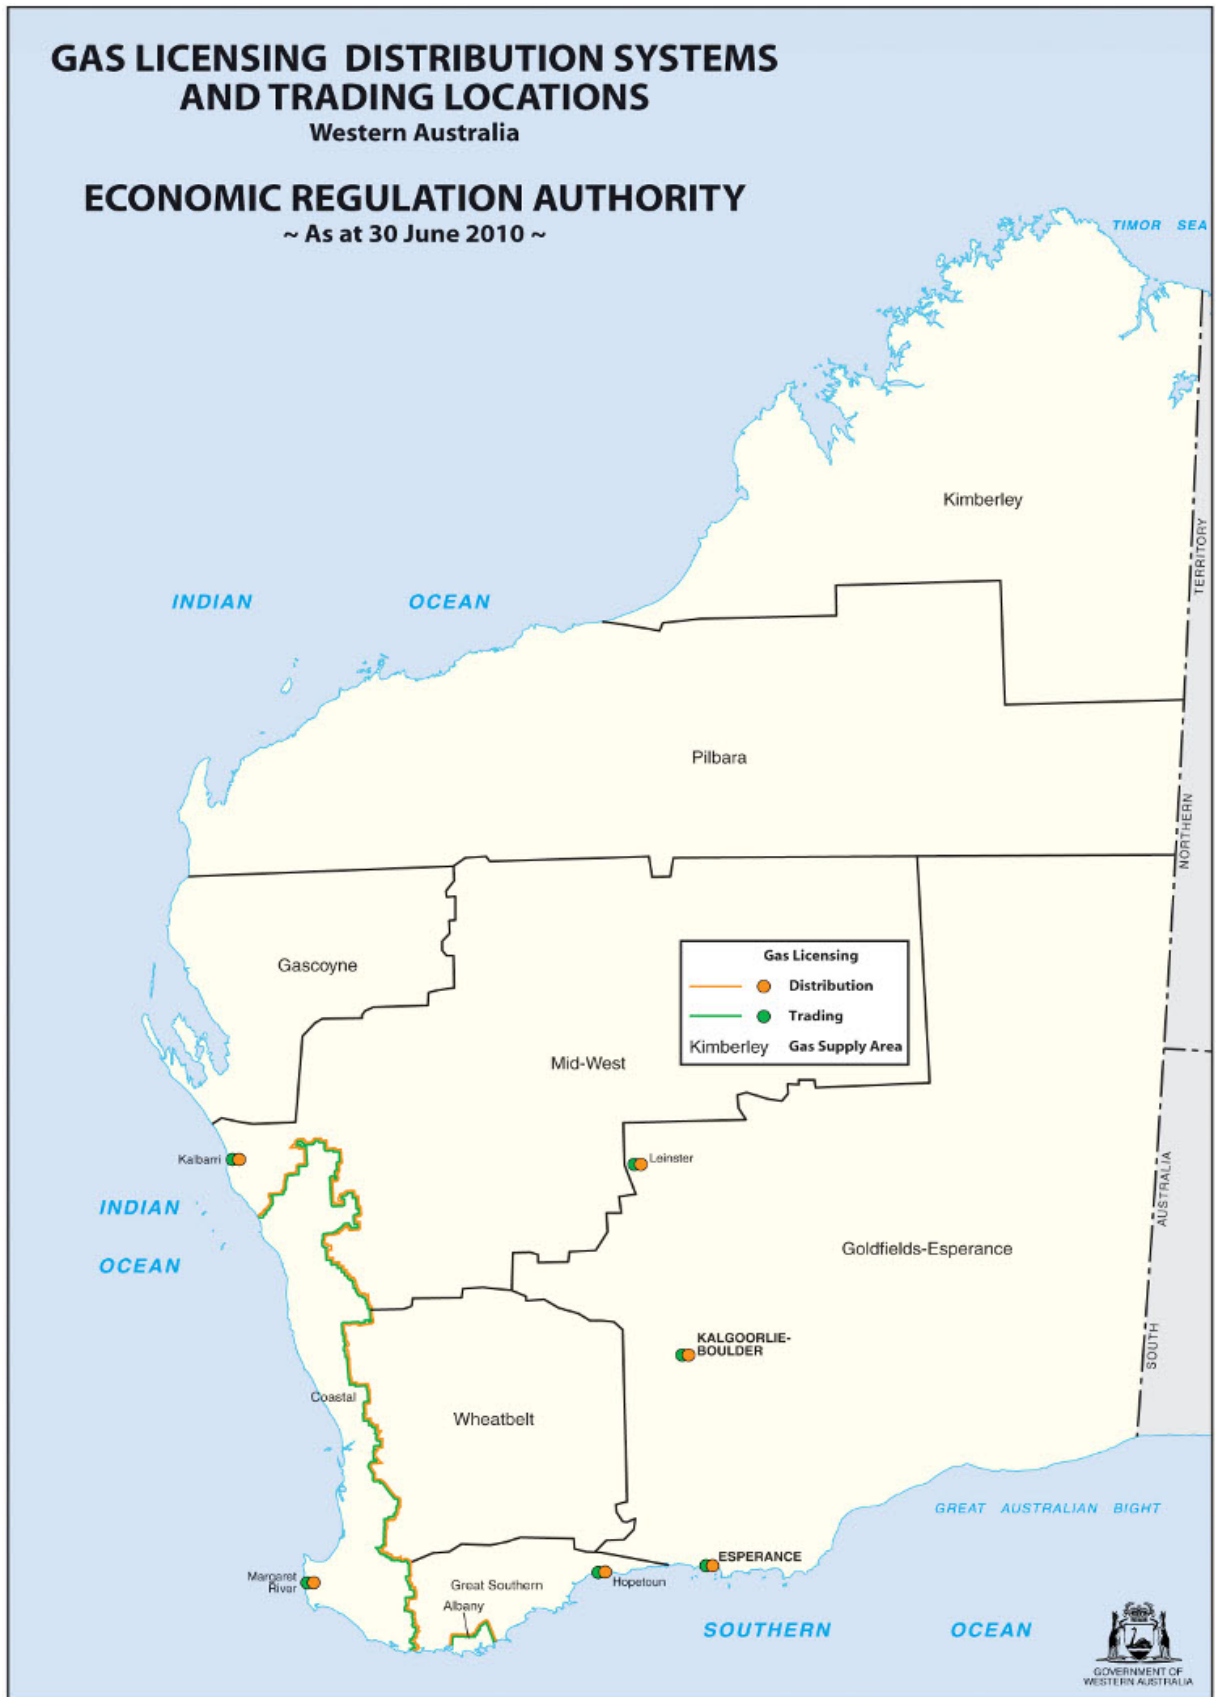 GAS LICENSING DISTRIBUTION SYSTEMS
AND TRADING LOCATIONS
Western Australia
ECONOMIC REGULATION AUTHORITY
~ As at 30 June 2010 ~
TIMOR SEA
Kimberley
TERRITORY
INDIAN OCEAN
Pilbara
NORTHERN
Gascoyne
Gas Licensing
Distribution
Trading
Kimberley Gas Supply Area
Mid-West
Kalbarri
Leinster
AUSTRALIA
INDIAN
OCEAN
Goldfields-Esperance
KALGOORLIE-
BOULDER
SOUTH
Coastal
Wheatbelt
GREAT AUSTRALIAN BIGHT
ESPERANCE
Margaret
River
Hopetoun
Great Southern
Albany
SOUTHERN OCEAN
GOVERNMENT OF
WESTERN AUSTRALIA